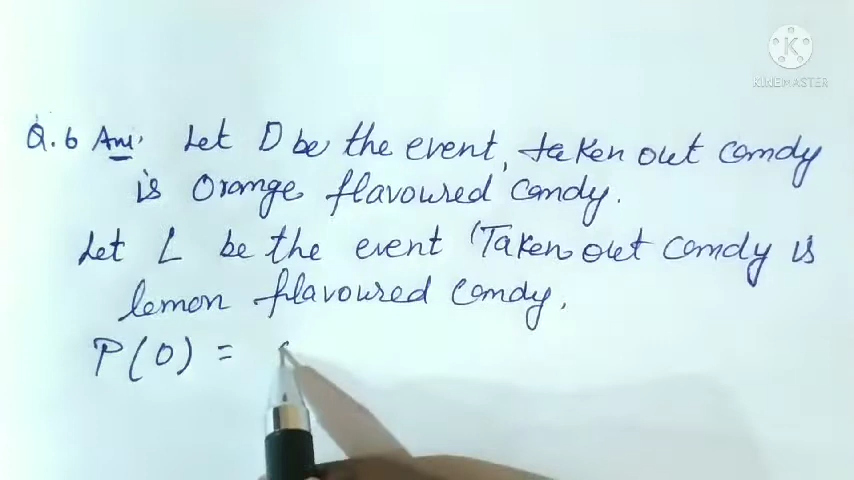 K
KINEMASTER
Q.6 Ans. Let O be the event, taken out candy
is Orange flavoured candy.
Let L be the event 'Taken out candy is
lemon flavoured candy.
P(O) =